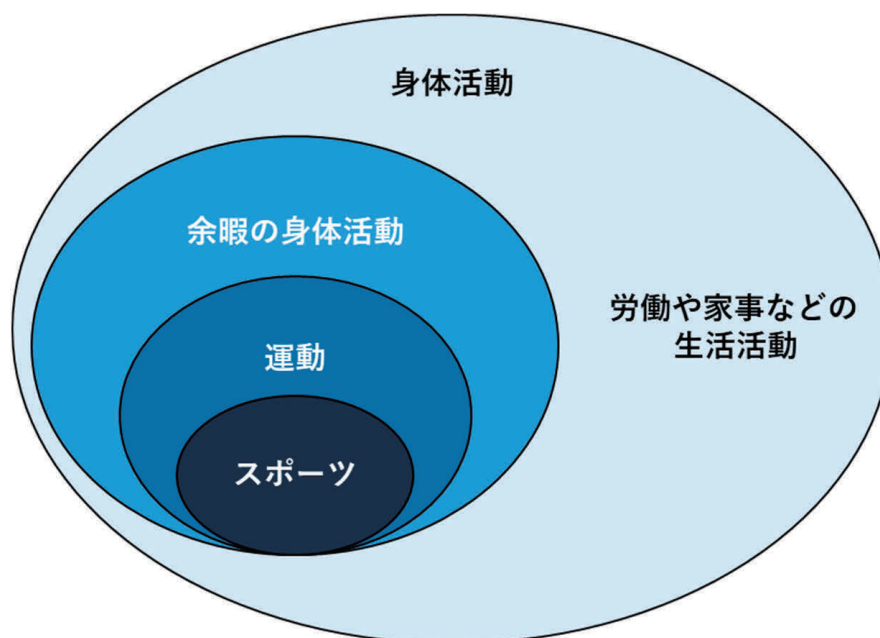 身体活動
余暇の身体活動
労働や家事などの
生活活動
運動
スポーツ